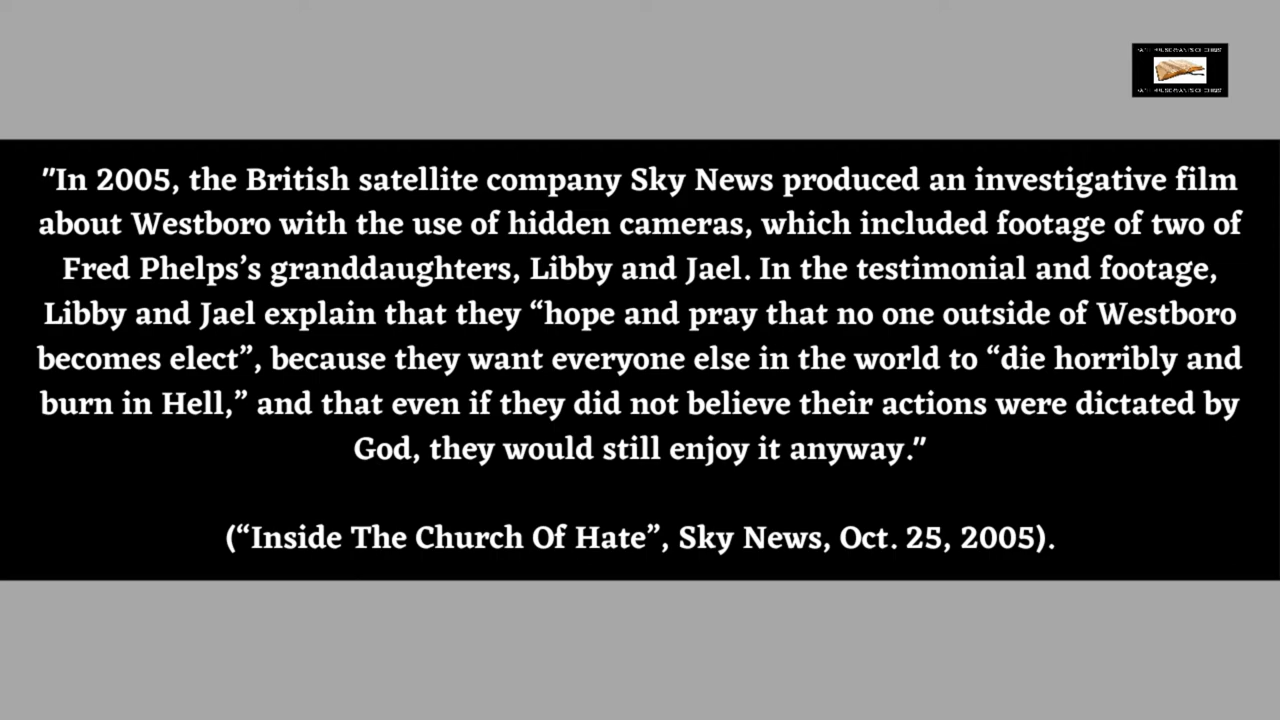 "In 2005, the British satellite company Sky News produced an investigative film
about Westboro with the use of hidden cameras, which included footage of two of
Fred Phelps’s granddaughters, Libby and Jael. In the testimonial and footage,
Libby and Jael explain that they “hope and pray that no one outside of Westboro
becomes elect”, because they want everyone else in the world to “die horribly and
burn in Hell,” and that even if they did not believe their actions were dictated by
God, they would still enjoy it anyway."
(“Inside The Church Of Hate”, Sky News, Oct. 25, 2005).